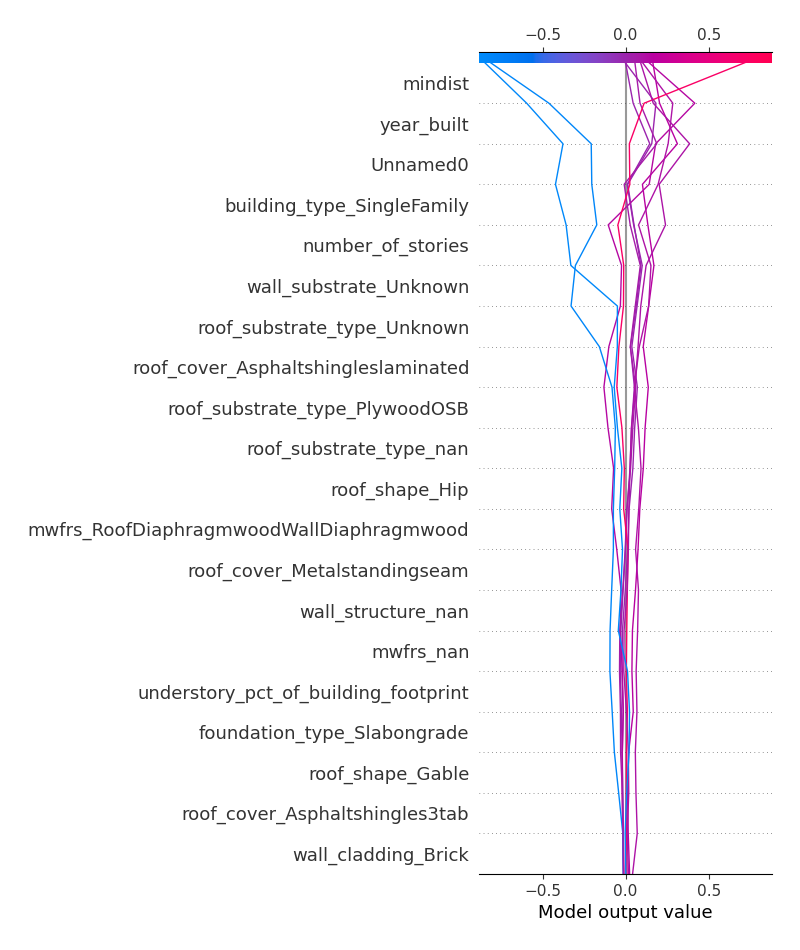 −0.5 0.0 0.5
mindist
year_built
Unnamed0
building_type_SingleFamily
number_of_stories
wall_substrate_Unknown
roof_substrate_type_Unknown
roof_cover_Asphaltshingleslaminated
roof_substrate_type_PlywoodOSB
roof_substrate_type_nan
roof_shape_Hip
mwfrs_RoofDiaphragmwoodWallDiaphragmwood
roof_cover_Metalstandingseam
wall_structure_nan
mwfrs_nan
understory_pct_of_building_footprint
foundation_type_Slabongrade
roof_shape_Gable
roof_cover_Asphaltshingles3tab
wall_cladding_Brick
−0.5 0.0 0.5
Model output value